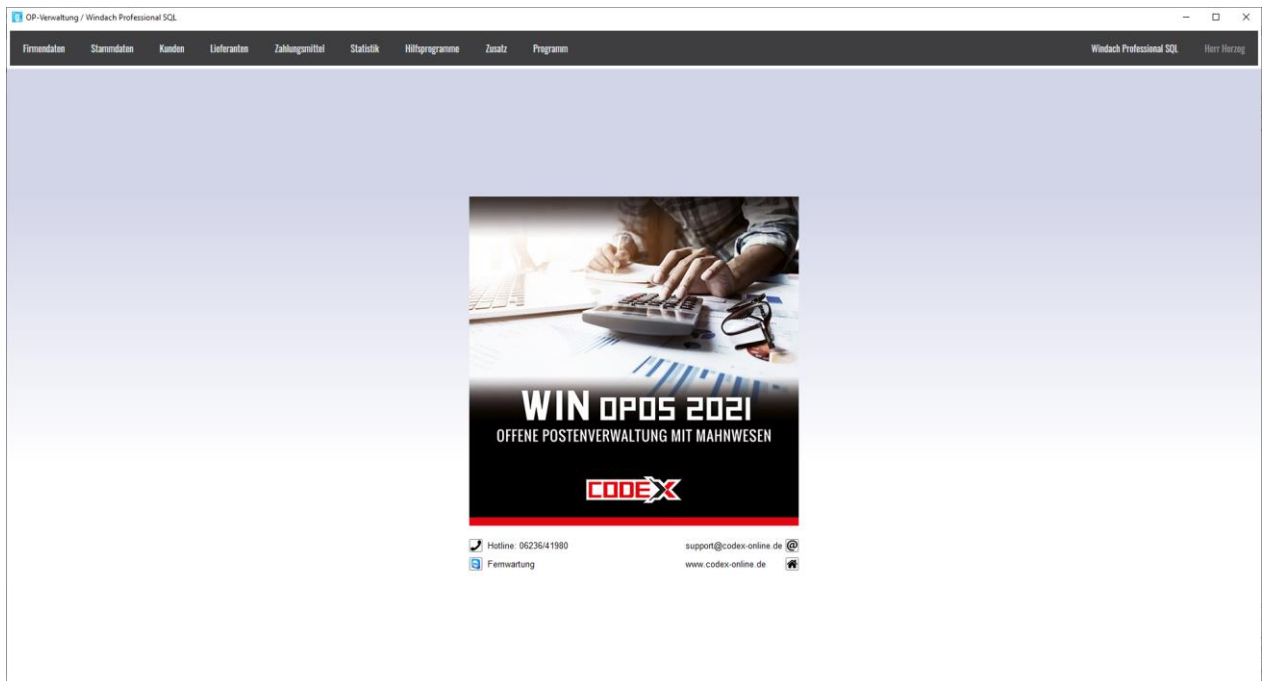 OP-Verwaltung / Windach Professional SQL
Firmendaten Stammdaten Kunden Lieferanten Zahlungsmittel Statistik Hilfsprogramme Zusatz Programm Windach Professional SQL Herr Herzog
WIN OPOS 2021
OFFENE POSTENVERWALTUNG MIT MAHNWESEN
CODEX
Hotline: 06236/41980 support@codex-online.de
Fernwartung www.codex-online.de